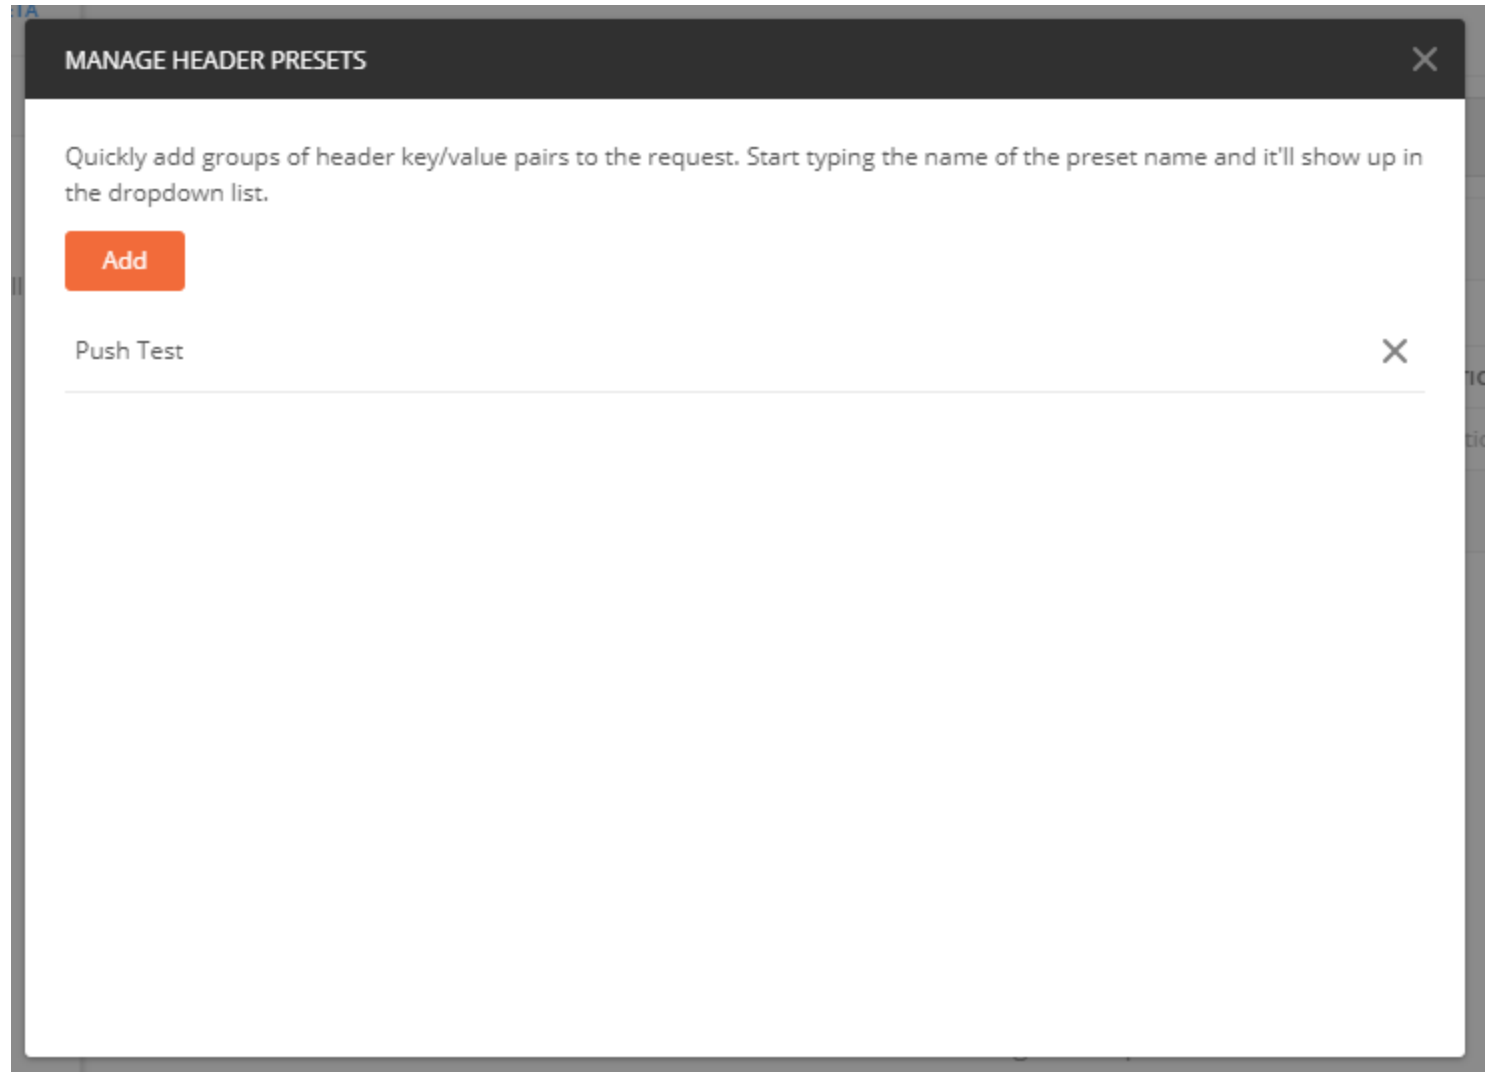 MANAGE HEADER PRESETS
Quickly add groups of header key/value pairs to the request. Start typing the name of the preset name and it'll show up in
the dropdown list.
Add
Push Test